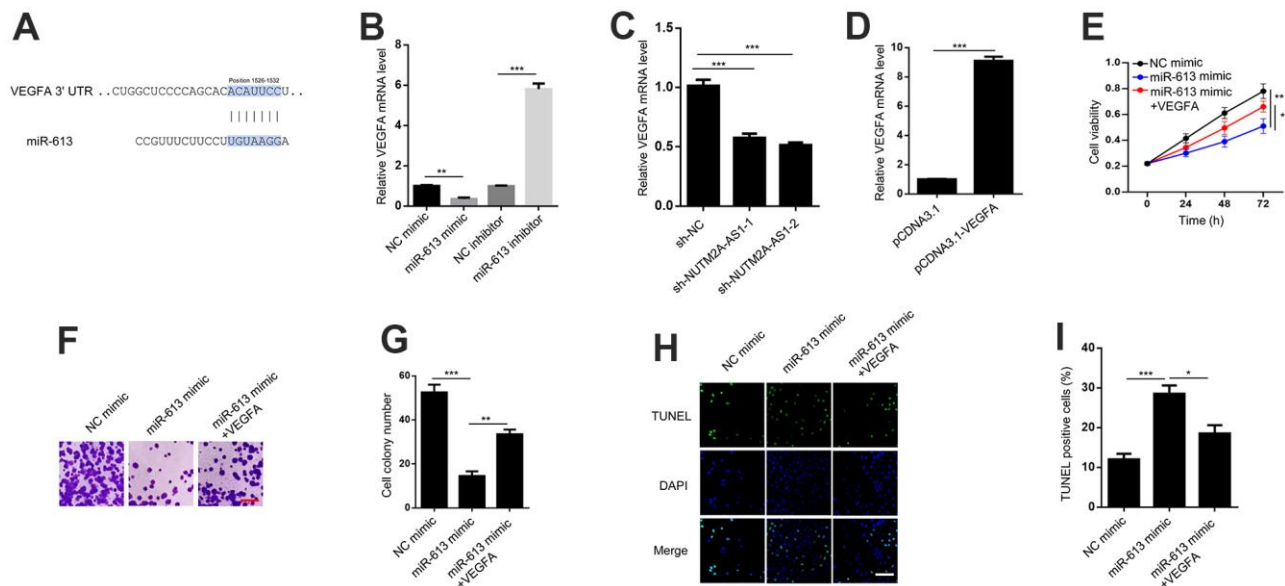 A
Position 1526-1532
VEGFA 3' UTR ..CUGGCUCCCCAGCACACAUUCCU..
miR-613 CCGUUUCUUCCUUGUAAGGA
B
Relative VEGFA mRNA level
8
6
4
2
0
**
***
NC mimic
miR-613 mimic
NC inhibitor
miR-613 inhibitor
C
Relative VEGFA mRNA level
1.5
1.0
0.5
0.0
***
***
sh-NC
sh-NUTM2A-AS1-1
sh-NUTM2A-AS1-2
D
Relative VEGFA mRNA level
10
8
6
4
2
0
***
pCDNA3.1
pCDNA3.1-VEGFA
E
NC mimic
miR-613 mimic
miR-613 mimic
+VEGFA
Cell viability
1.0
0.8
0.6
0.4
0.2
**
*
0 24 48 72
Time (h)
F
NC mimic
miR-613 mimic
miR-613 mimic
+VEGFA
G
Cell colony number
60
40
20
0
***
**
NC mimic
miR-613 mimic
miR-613 mimic
+VEGFA
H
NC mimic
miR-613 mimic
miR-613 mimic
+VEGFA
TUNEL
DAPI
Merge
I
TUNEL positive cells (%)
40
30
20
10
0
***
*
NC mimic
miR-613 mimic
miR-613 mimic
+VEGFA